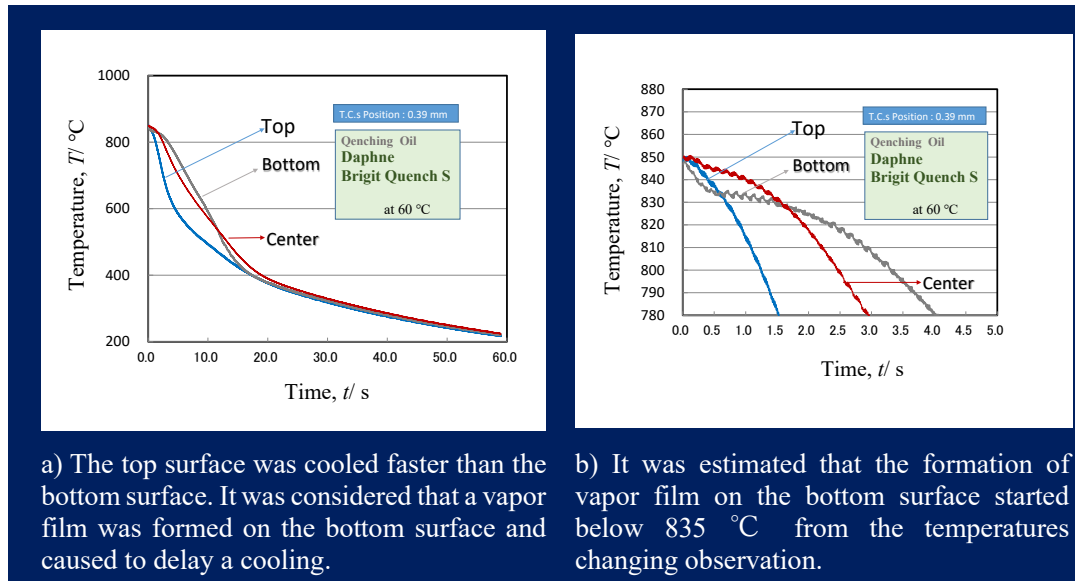 1000
800
600
400
200
Temperature, T/ °C
0.0
10.0
20.0
30.0
40.0
50.0
60.0
Time, t/ s
Top
Bottom
Center
T.C.s Position : 0.39 mm
Qenching Oil
Daphne
Brigit Quench S
at 60 °C
880
870
860
850
840
830
820
810
800
790
780
Temperature, T/ °C
0.0
0.5
1.0
1.5
2.0
2.5
3.0
3.5
4.0
4.5
5.0
Time, t/ s
Top
Bottom
Center
T.C.s Position : 0.39 mm
Qenching Oil
Daphne
Brigit Quench S
at 60 °C
a) The top surface was cooled faster than the
bottom surface. It was considered that a vapor
film was formed on the bottom surface and
caused to delay a cooling.
b) It was estimated that the formation of
vapor film on the bottom surface started
below 835 °C from the temperatures
changing observation.